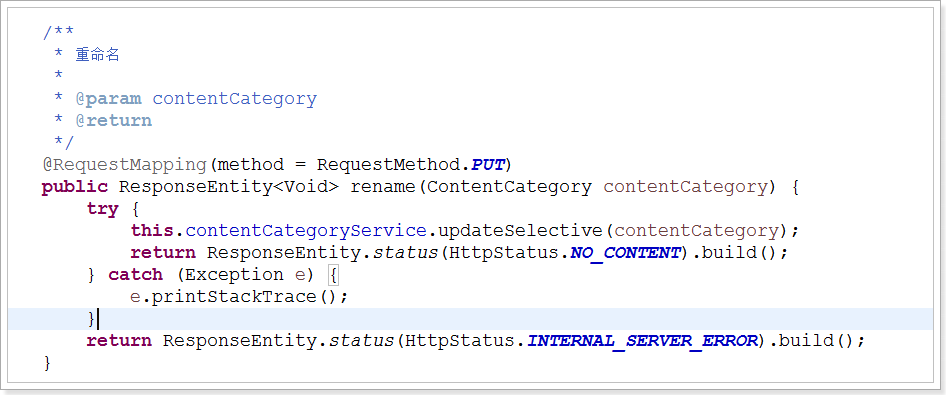 /**
 * 重命名
 *
 * @param contentCategory
 * @return
 */
@RequestMapping(method = RequestMethod.PUT)
public ResponseEntity<Void> rename(ContentCategory contentCategory) {
    try {
        this.contentCategoryService.updateSelective(contentCategory);
        return ResponseEntity.status(HttpStatus.NO_CONTENT).build();
    } catch (Exception e) {
        e.printStackTrace();
    }
    return ResponseEntity.status(HttpStatus.INTERNAL_SERVER_ERROR).build();
}